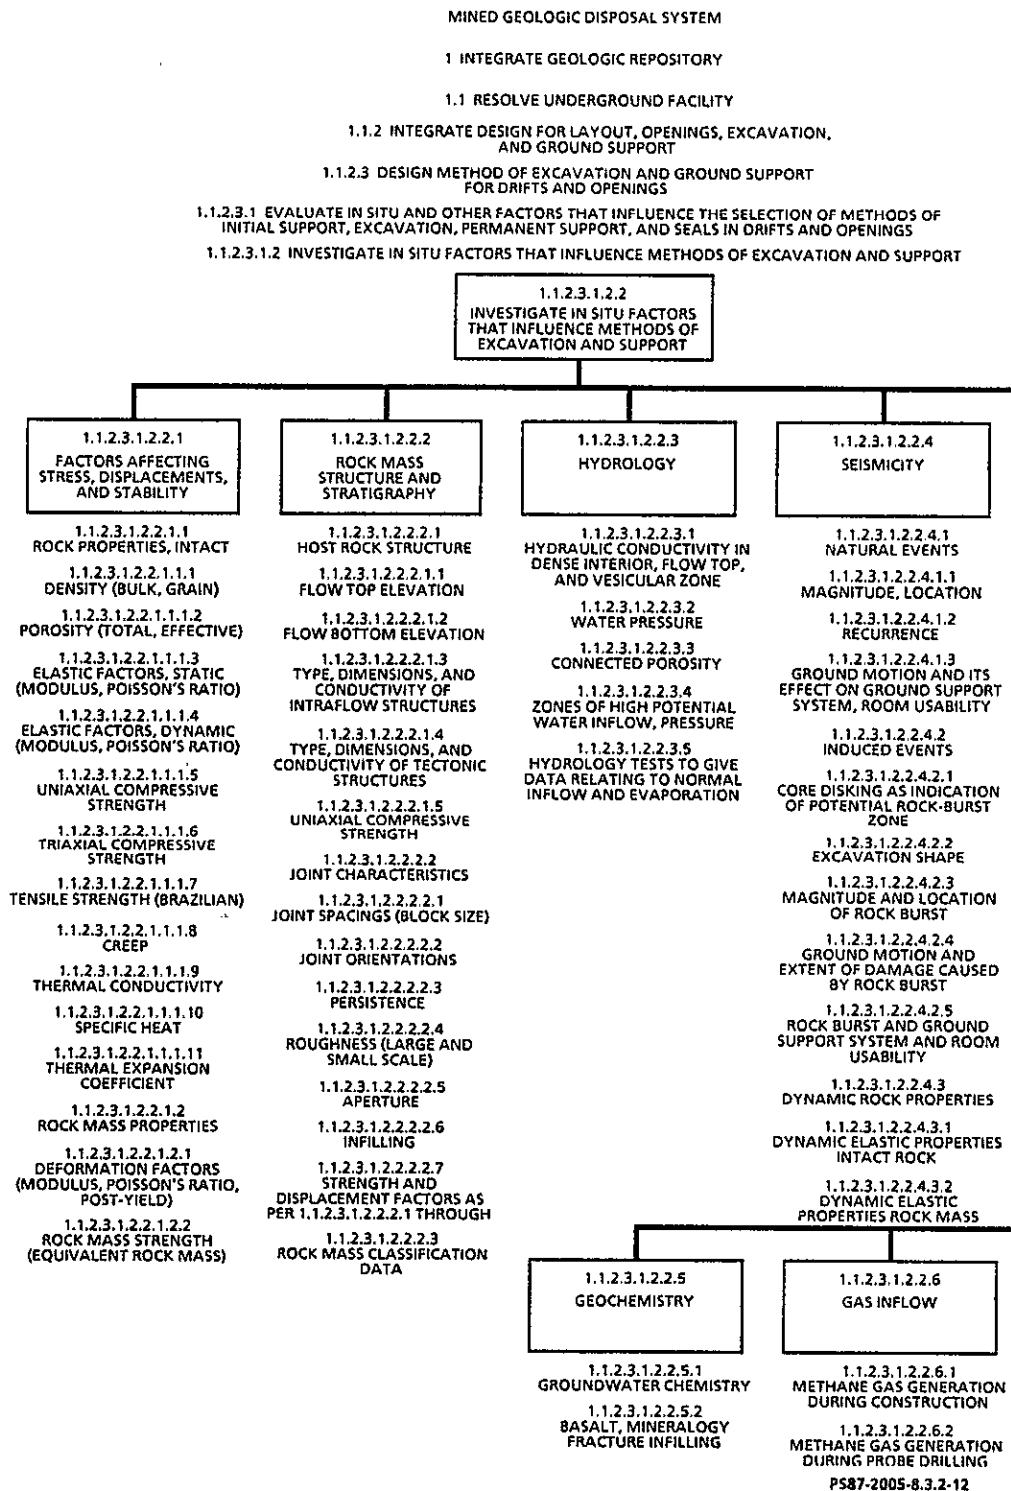 MINED GEOLOGIC DISPOSAL SYSTEM
1 INTEGRATE GEOLOGIC REPOSITORY
1.1 RESOLVE UNDERGROUND FACILITY
1.1.2 INTEGRATE DESIGN FOR LAYOUT, OPENINGS, EXCAVATION,
AND GROUND SUPPORT
1.1.2.3 DESIGN METHOD OF EXCAVATION AND GROUND SUPPORT
FOR DRIFTS AND OPENINGS
1.1.2.3.1 EVALUATE IN SITU AND OTHER FACTORS THAT INFLUENCE THE SELECTION OF METHODS OF
INITIAL SUPPORT, EXCAVATION, PERMANENT SUPPORT, AND SEALS IN DRIFTS AND OPENINGS
1.1.2.3.1.2 INVESTIGATE IN SITU FACTORS THAT INFLUENCE METHODS OF EXCAVATION AND SUPPORT
1.1.2.3.1.2.2
INVESTIGATE IN SITU FACTORS
THAT INFLUENCE METHODS OF
EXCAVATION AND SUPPORT
1.1.2.3.1.2.2.1
FACTORS AFFECTING
STRESS, DISPLACEMENTS,
AND STABILITY
1.1.2.3.1.2.2.1.1
ROCK PROPERTIES, INTACT
1.1.2.3.1.2.2.1.1.1
DENSITY (BULK, GRAIN)
1.1.2.3.1.2.2.1.1.1.2
POROSITY (TOTAL, EFFECTIVE)
1.1.2.3.1.2.2.1.1.1.3
ELASTIC FACTORS, STATIC
(MODULUS, POISSON'S RATIO)
1.1.2.3.1.2.2.1.1.1.4
ELASTIC FACTORS, DYNAMIC
(MODULUS, POISSON'S RATIO)
1.1.2.3.1.2.2.1.1.1.5
UNIAXIAL COMPRESSIVE
STRENGTH
1.1.2.3.1.2.2.1.1.1.6
TRIAXIAL COMPRESSIVE
STRENGTH
1.1.2.3.1.2.2.1.1.1.7
TENSILE STRENGTH (BRAZILIAN)
1.1.2.3.1.2.2.1.1.1.8
CREEP
1.1.2.3.1.2.2.1.1.1.9
THERMAL CONDUCTIVITY
1.1.2.3.1.2.2.1.1.1.10
SPECIFIC HEAT
1.1.2.3.1.2.2.1.1.1.11
THERMAL EXPANSION
COEFFICIENT
1.1.2.3.1.2.2.1.2
ROCK MASS PROPERTIES
1.1.2.3.1.2.2.1.2.1
DEFORMATION FACTORS
(MODULUS, POISSON'S RATIO,
POST-YIELD)
1.1.2.3.1.2.2.1.2.2
ROCK MASS STRENGTH
(EQUIVALENT ROCK MASS)
1.1.2.3.1.2.2.2
ROCK MASS
STRUCTURE AND
STRATIGRAPHY
1.1.2.3.1.2.2.2.1
HOST ROCK STRUCTURE
1.1.2.3.1.2.2.2.1.1
FLOW TOP ELEVATION
1.1.2.3.1.2.2.2.1.2
FLOW BOTTOM ELEVATION
1.1.2.3.1.2.2.2.1.3
TYPE, DIMENSIONS, AND
CONDUCTIVITY OF
INTRAFLOW STRUCTURES
1.1.2.3.1.2.2.2.1.4
TYPE, DIMENSIONS, AND
CONDUCTIVITY OF TECTONIC
STRUCTURES
1.1.2.3.1.2.2.2.1.5
UNIAXIAL COMPRESSIVE
STRENGTH
1.1.2.3.1.2.2.2.2
JOINT CHARACTERISTICS
1.1.2.3.1.2.2.2.2.1
JOINT SPACINGS (BLOCK SIZE)
1.1.2.3.1.2.2.2.2.2
JOINT ORIENTATIONS
1.1.2.3.1.2.2.2.2.3
PERSISTENCE
1.1.2.3.1.2.2.2.2.4
ROUGHNESS (LARGE AND
SMALL SCALE)
1.1.2.3.1.2.2.2.2.5
APERTURE
1.1.2.3.1.2.2.2.2.6
INFILLING
1.1.2.3.1.2.2.2.2.7
STRENGTH AND
DISPLACEMENT FACTORS AS
PER 1.1.2.3.1.2.2.2.1 THROUGH
1.1.2.3.1.2.2.2.3
ROCK MASS CLASSIFICATION
DATA
1.1.2.3.1.2.2.3
HYDROLOGY
1.1.2.3.1.2.2.3.1
HYDRAULIC CONDUCTIVITY IN
DENSE INTERIOR, FLOW TOP,
AND VESICULAR ZONE
1.1.2.3.1.2.2.3.2
WATER PRESSURE
1.1.2.3.1.2.2.3.3
CONNECTED POROSITY
1.1.2.3.1.2.2.3.4
ZONES OF HIGH POTENTIAL
WATER INFLOW, PRESSURE
1.1.2.3.1.2.2.3.5
HYDROLOGY TESTS TO GIVE
DATA RELATING TO NORMAL
INFLOW AND EVAPORATION
1.1.2.3.1.2.2.4
SEISMICITY
1.1.2.3.1.2.2.4.1
NATURAL EVENTS
1.1.2.3.1.2.2.4.1.1
MAGNITUDE, LOCATION
1.1.2.3.1.2.2.4.1.2
RECURRENCE
1.1.2.3.1.2.2.4.1.3
GROUND MOTION AND ITS
EFFECT ON GROUND SUPPORT
SYSTEM, ROOM USABILITY
1.1.2.3.1.2.2.4.2
INDUCED EVENTS
1.1.2.3.1.2.2.4.2.1
CORE DISKING AS INDICATION
OF POTENTIAL ROCK-BURST
ZONE
1.1.2.3.1.2.2.4.2.2
EXCAVATION SHAPE
1.1.2.3.1.2.2.4.2.3
MAGNITUDE AND LOCATION
OF ROCK BURST
1.1.2.3.1.2.2.4.2.4
GROUND MOTION AND
EXTENT OF DAMAGE CAUSED
BY ROCK BURST
1.1.2.3.1.2.2.4.2.5
ROCK BURST AND GROUND
SUPPORT SYSTEM AND ROOM
USABILITY
1.1.2.3.1.2.2.4.3
DYNAMIC ROCK PROPERTIES
1.1.2.3.1.2.2.4.3.1
DYNAMIC ELASTIC PROPERTIES
INTACT ROCK
1.1.2.3.1.2.2.4.3.2
DYNAMIC ELASTIC
PROPERTIES ROCK MASS
1.1.2.3.1.2.2.5
GEOCHEMISTRY
1.1.2.3.1.2.2.5.1
GROUNDWATER CHEMISTRY
1.1.2.3.1.2.2.5.2
BASALT, MINERALOGY
FRACTURE INFILLING
1.1.2.3.1.2.2.6
GAS INFLOW
1.1.2.3.1.2.2.6.1
METHANE GAS GENERATION
DURING CONSTRUCTION
1.1.2.3.1.2.2.6.2
METHANE GAS GENERATION
DURING PROBE DRILLING
PS87-2005-8.3.2-12